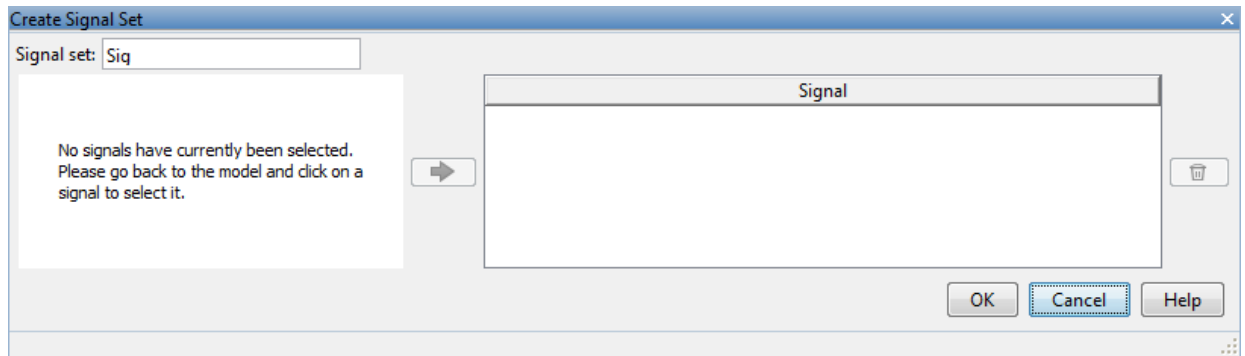 Create Signal Set
Signal set: Sig
Signal
No signals have currently been selected.
Please go back to the model and click on a
signal to select it.
OK Cancel Help